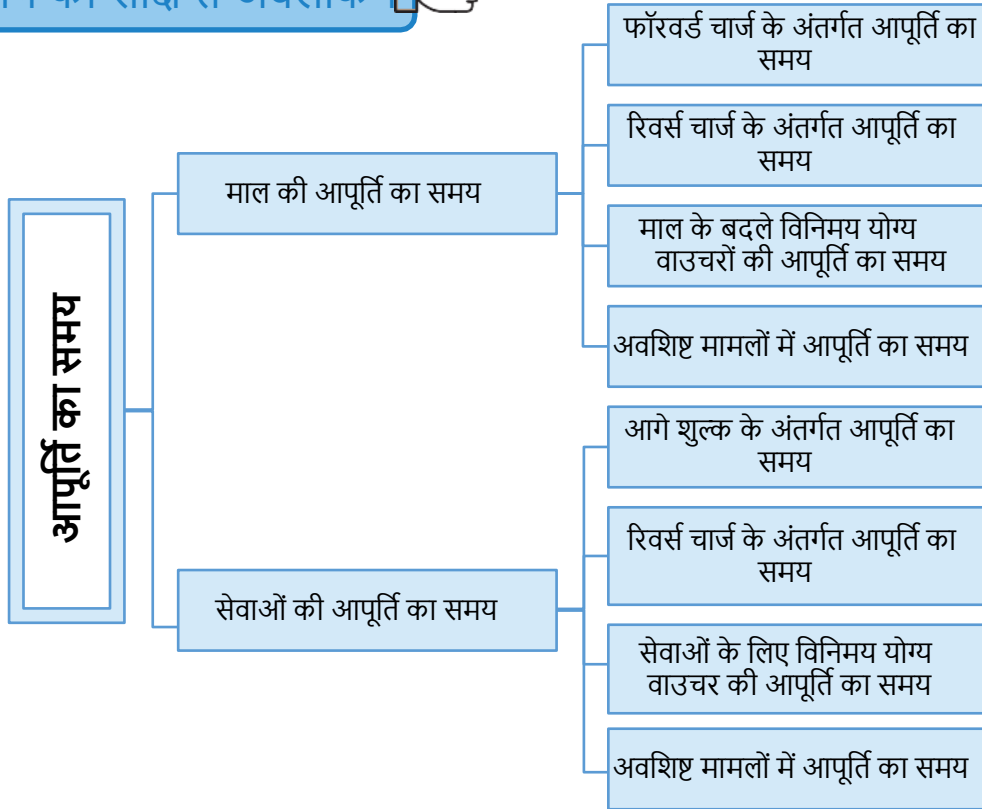 फॉरवर्ड चार्ज के अंतर्गत आपूर्ति का
समय
रिवर्स चार्ज के अंतर्गत आपूर्ति का
समय
माल की आपूर्ति का समय
माल के बदले विनिमय योग्य
वाउचरों की आपूर्ति का समय
अवशिष्ट मामलों में आपूर्ति का समय
आपूर्ति का समय
आगे शुल्क के अंतर्गत आपूर्ति का
समय
रिवर्स चार्ज के अंतर्गत आपूर्ति का
समय
सेवाओं की आपूर्ति का समय
सेवाओं के लिए विनिमय योग्य
वाउचर की आपूर्ति का समय
अवशिष्ट मामलों में आपूर्ति का समय